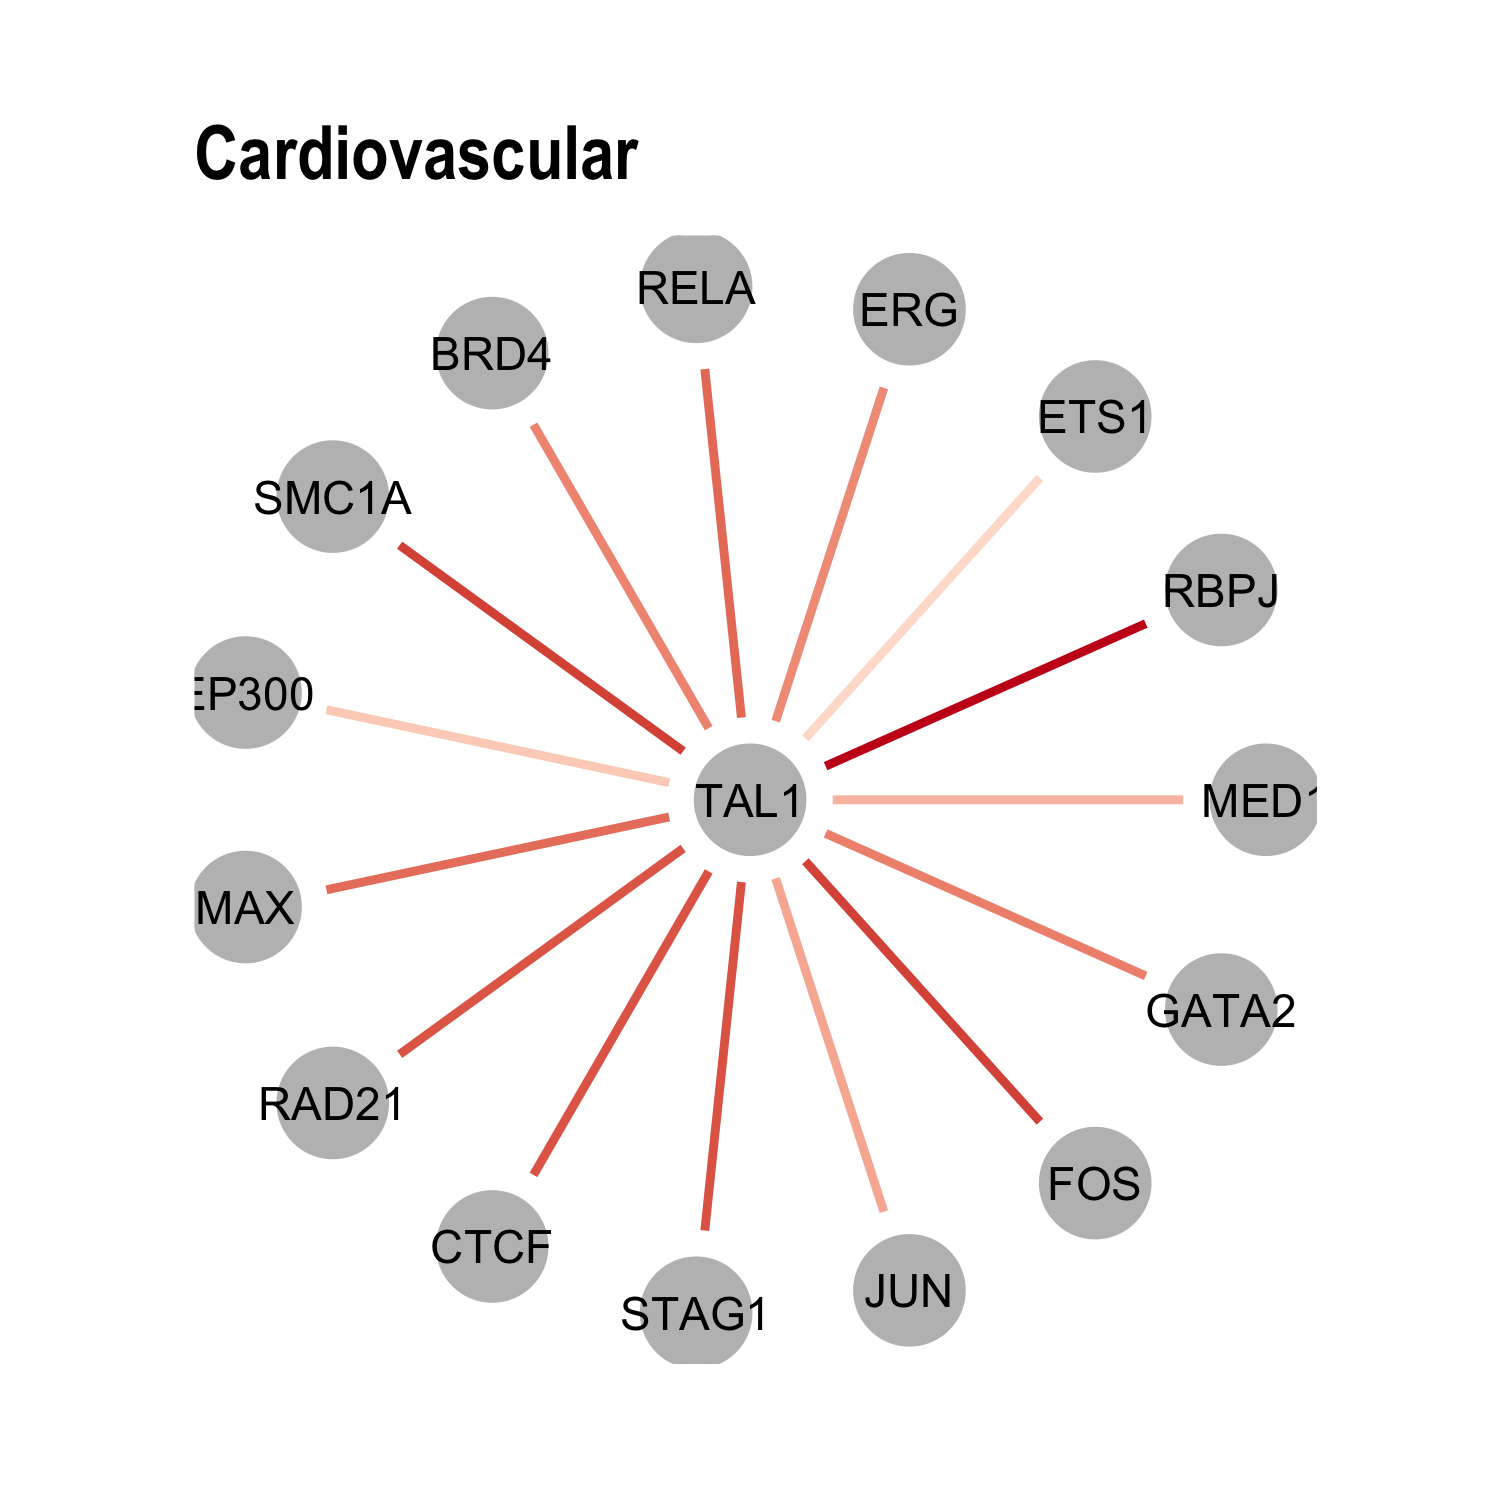 Cardiovascular
RELA
ERG
BRD4
ETS1
SMC1A
RBPJ
EP300
TAL1
MED1
MAX
GATA2
RAD21
FOS
CTCF
JUN
STAG1